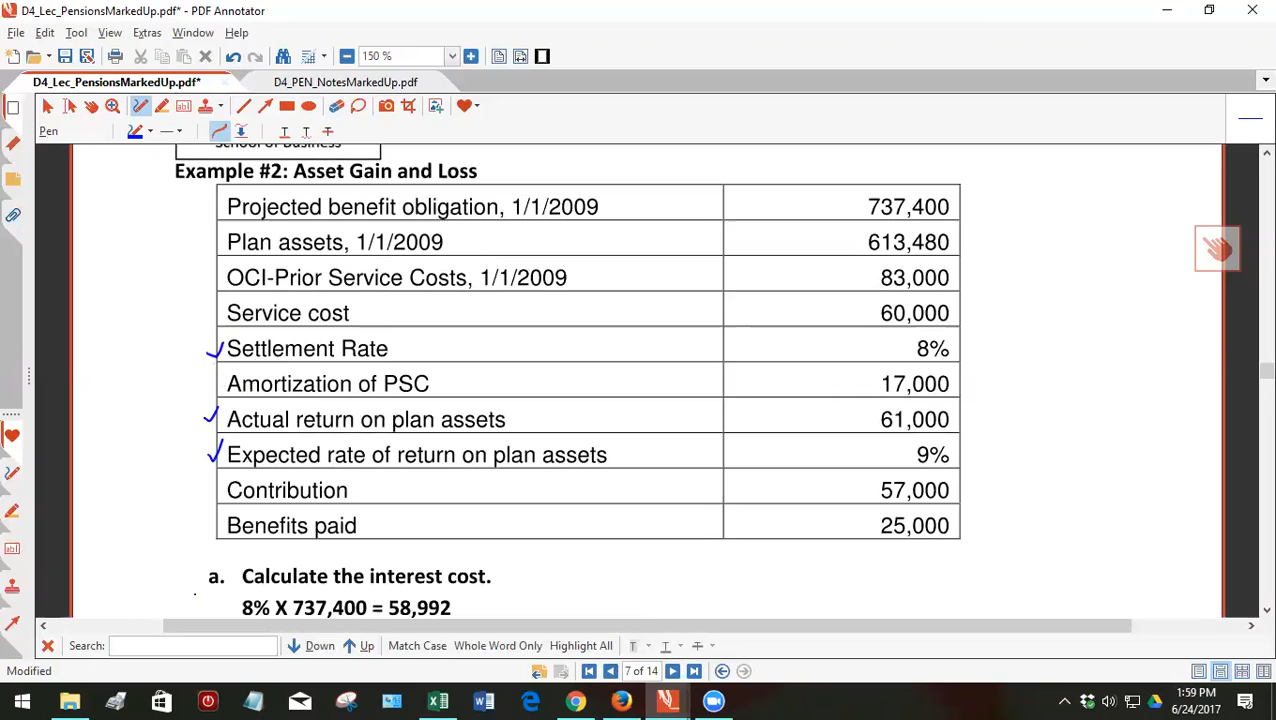 D4_Lec_PensionsMarkedUp.pdf* - PDF Annotator
File Edit Tool View Extras Window Help
150 %
D4_Lec_PensionsMarkedUp.pdf* D4_PEN_NotesMarkedUp.pdf
Pen
School of Business
Example #2: Asset Gain and Loss
Projected benefit obligation, 1/1/2009 737,400
Plan assets, 1/1/2009 613,480
OCI-Prior Service Costs, 1/1/2009 83,000
Service cost 60,000
Settlement Rate 8%
Amortization of PSC 17,000
Actual return on plan assets 61,000
Expected rate of return on plan assets 9%
Contribution 57,000
Benefits paid 25,000
a. Calculate the interest cost.
8% X 737,400 = 58,992
Search: Down Up Match Case Whole Word Only Highlight All
Modified 7 of 14
1:59 PM
6/24/2017